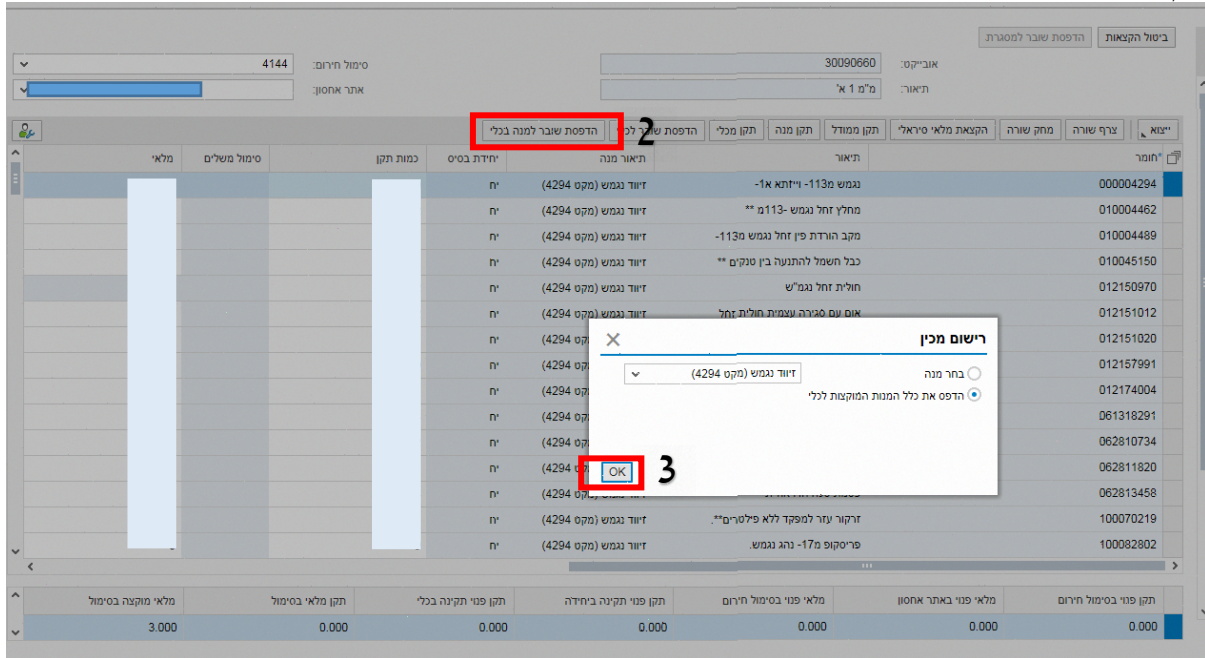 ביטול הקצאות הדפסת שובר למסגרת
אובייקט: 30090660 סימול חירום: 4144
תיאור: מ"מ 1 א' אתר אחסון:
ייצוא צרף שורה מחק שורה הקצאת מלאי סיראלי תקן ממודל תקן מנה תקן מכלי הדפסת שובר לכלי הדפסת שובר למנה בכלי 2
*חומר תיאור תיאור מנה יחידת בסיס כמות תקן סימול משלים מלאי
000004294 נגמש מ113- וייזתא א1- זיווד נגמש (מקט 4294) יח
010004462 מחלץ זחל נגמש -113מ ** זיווד נגמש (מקט 4294) יח
010004489 מקב הורדת פין זחל נגמש מ113- זיווד נגמש (מקט 4294) יח
010045150 כבל חשמל להתנעה בין טנקים ** זיווד נגמש (מקט 4294) יח
012150970 חולית זחל נגמ"ש זיווד נגמש (מקט 4294) יח
012151012 אום עם סגירה עצמית חולית זחל זיווד נגמש (מקט 4294) יח
012151020 יח
012157991 יח
012174004 יח
061318291 יח
062810734 יח
062811820 יח
062813458 יח
100070219 זרקור עזר למפקד ללא פילטרים**. זיווד נגמש (מקט 4294) יח
100082802 פריסקופ מ17- נהג נגמש. זיווד נגמש (מקט 4294) יח
רישום מכין
בחר מנה זיווד נגמש (מקט 4294)
הדפס את כלל המנות המוקצות לכלי
OK 3
תקן פנוי בסימול חירום מלאי פנוי באתר אחסון מלאי פנוי בסימול חירום תקן פנוי תקינה ביחידה תקן פנוי תקינה בכלי תקן מלאי בסימול מלאי מוקצה בסימול
0.000 0.000 0.000 0.000 0.000 0.000 3.000